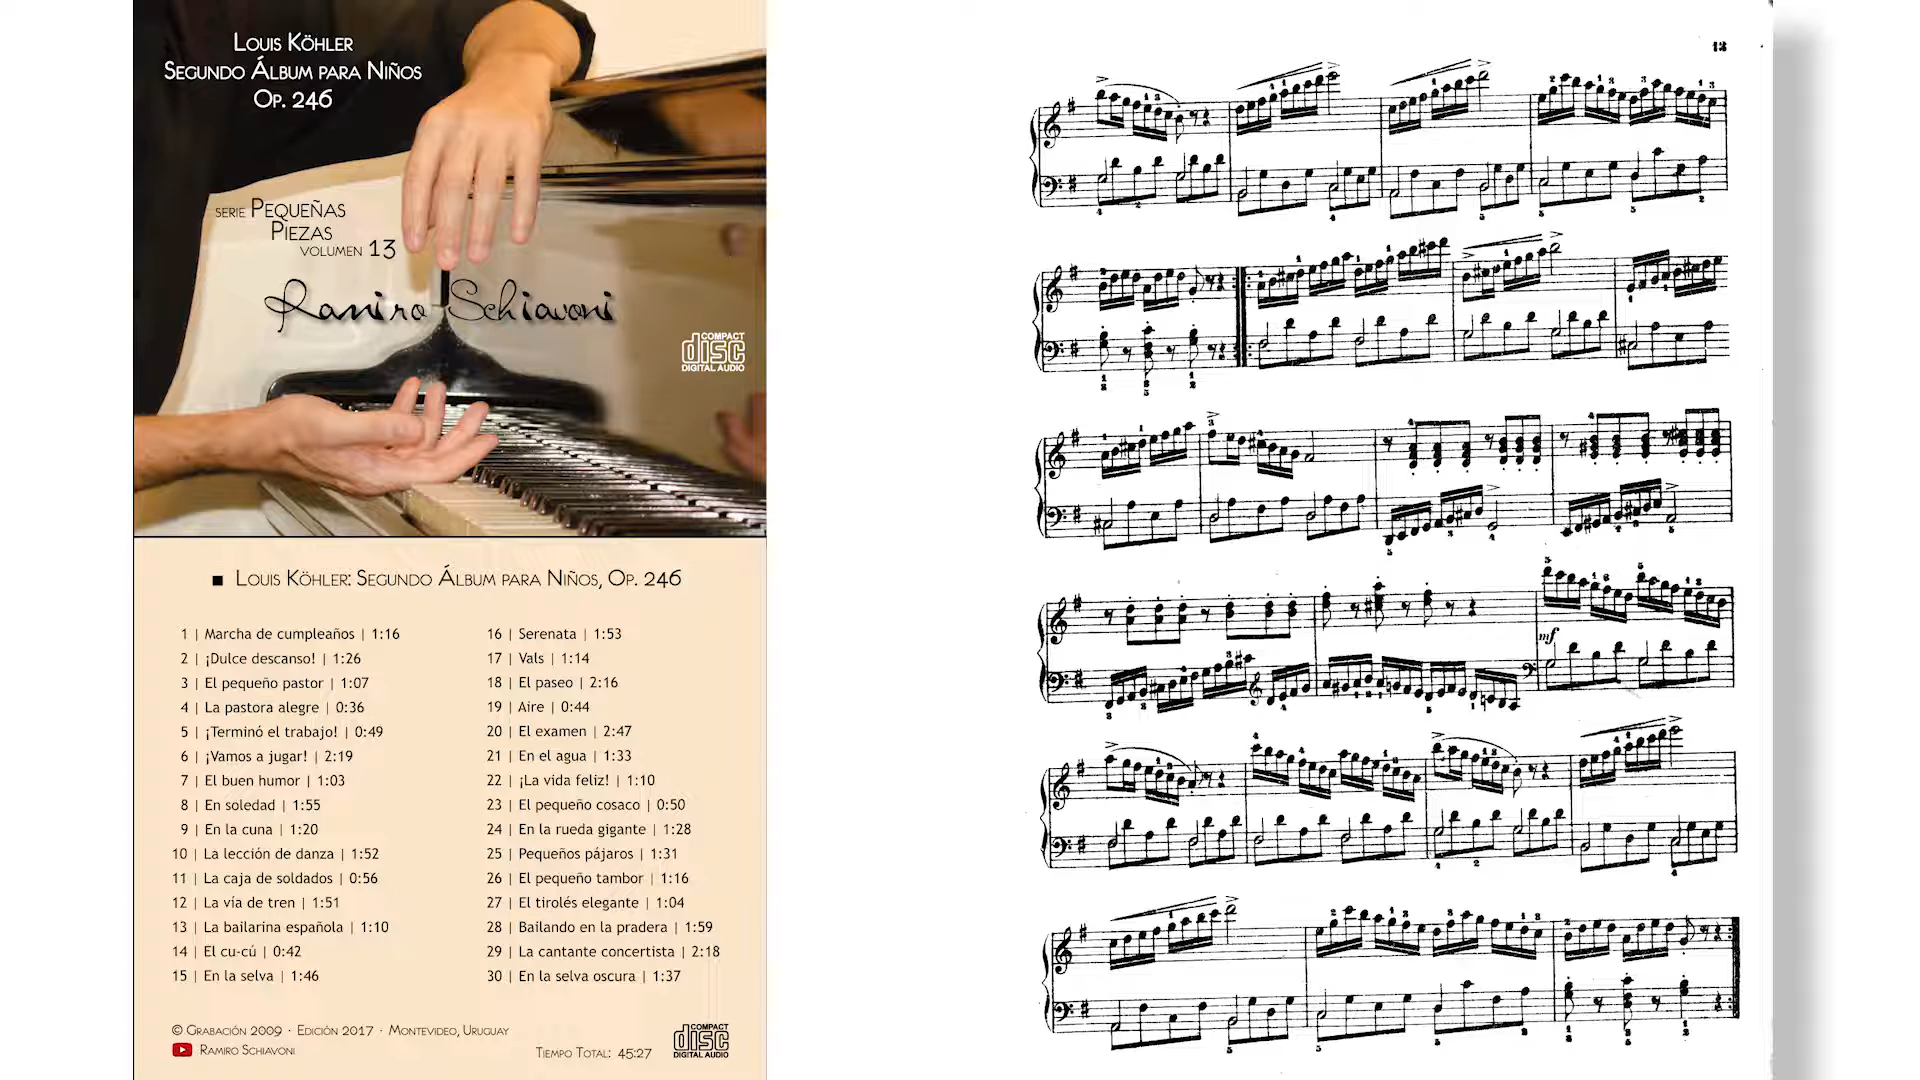 Louis Köhler
Segundo Álbum para Niños
Op. 246
serie Pequeñas
Piezas
volumen 13
Ramiro Schiavoni
COMPACT
disc
DIGITAL AUDIO
■ Louis Köhler: Segundo Álbum para Niños, Op. 246
1 | Marcha de cumpleaños | 1:16
2 | ¡Dulce descanso! | 1:26
3 | El pequeño pastor | 1:07
4 | La pastora alegre | 0:36
5 | ¡Terminó el trabajo! | 0:49
6 | ¡Vamos a jugar! | 2:19
7 | El buen humor | 1:03
8 | En soledad | 1:55
9 | En la cuna | 1:20
10 | La lección de danza | 1:52
11 | La caja de soldados | 0:56
12 | La vía de tren | 1:51
13 | La bailarina española | 1:10
14 | El cu-cú | 0:42
15 | En la selva | 1:46
16 | Serenata | 1:53
17 | Vals | 1:14
18 | El paseo | 2:16
19 | Aire | 0:44
20 | El examen | 2:47
21 | En el agua | 1:33
22 | ¡La vida feliz! | 1:10
23 | El pequeño cosaco | 0:50
24 | En la rueda gigante | 1:28
25 | Pequeños pájaros | 1:31
26 | El pequeño tambor | 1:16
27 | El tirolés elegante | 1:04
28 | Bailando en la pradera | 1:59
29 | La cantante concertista | 2:18
30 | En la selva oscura | 1:37
© Grabación 2009 · Edición 2017 · Montevideo, Uruguay
Ramiro Schiavoni
Tiempo Total: 45:27
COMPACT
disc
DIGITAL AUDIO
mf